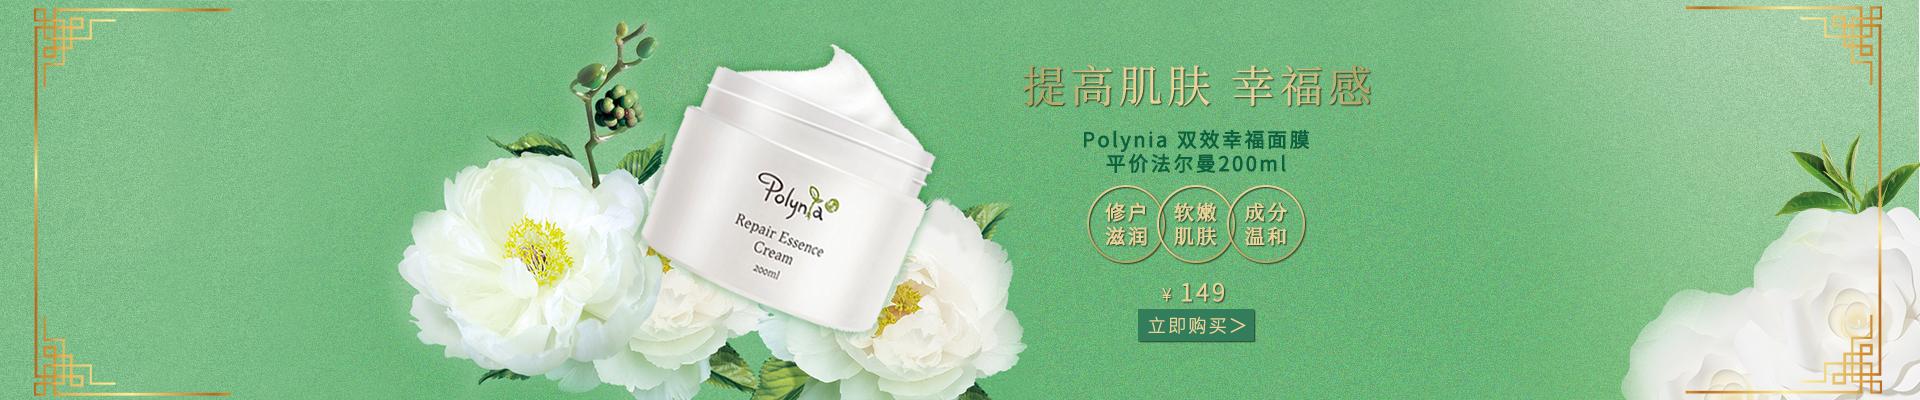 提高肌肤 幸福感
Polynia 双效幸福面膜
平价法尔曼200ml
修户 软嫩 成分
滋润 肌肤 温和
¥ 149
立即购买>
Polynia
Repair Essence
Cream
200ml